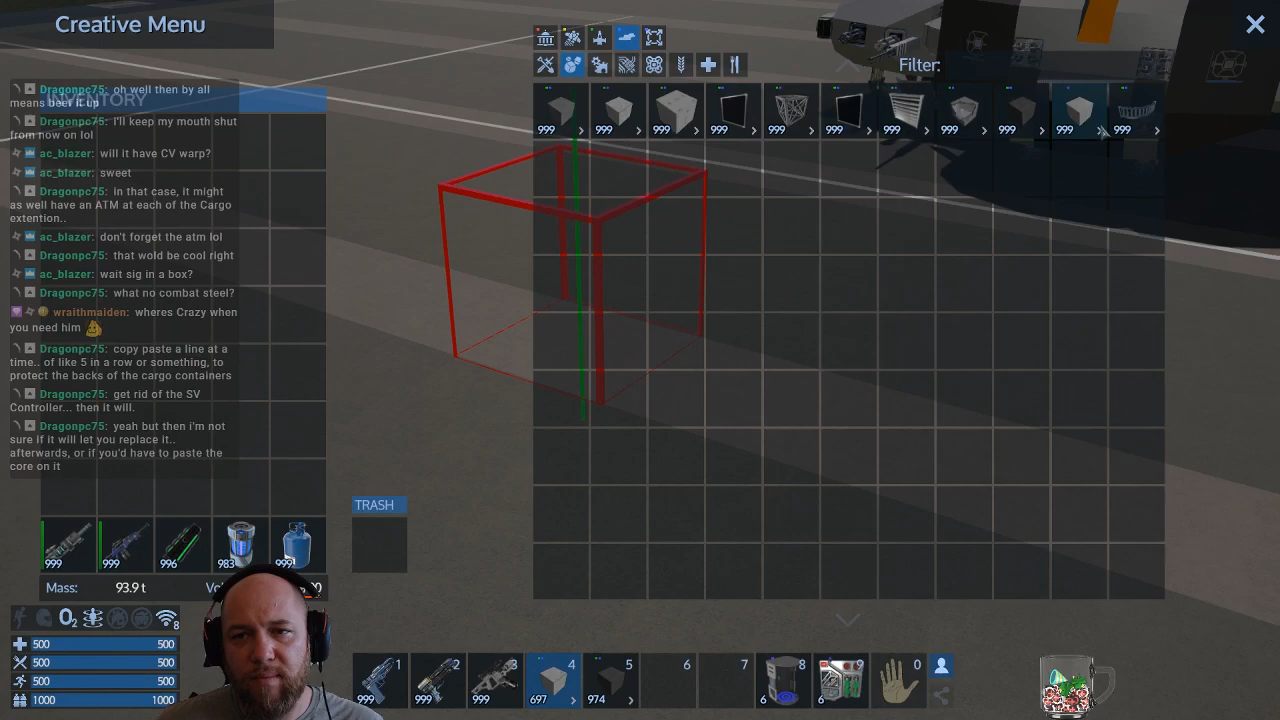 Creative Menu
Filter:
Dragonpc75: oh well then by all
means beer it up
Dragonpc75: I'll keep my mouth shut
from now on lol
ac_blazer: will it have CV warp?
ac_blazer: sweet
Dragonpc75: in that case, it might
as well have an ATM at each of the Cargo
extention..
ac_blazer: don't forget the atm lol
Dragonpc75: that wold be cool right
ac_blazer: wait sig in a box?
Dragonpc75: what no combat steel?
wraithmaiden: wheres Crazy when
you need him
Dragonpc75: copy paste a line at a
time.. of like 5 in a row or something, to
protect the backs of the cargo containers
Dragonpc75: get rid of the SV
Controller... then it will.
Dragonpc75: yeah but then i'm not
sure if it will let you replace it..
afterwards, or if you'd have to paste the
core on it
999 999 999 999 999 999 999 999 999 999 999
TRASH
999 999 996 983 999
Mass: 93.9 t
O2 8
500 500
500 500
500 500
1000 1000
1 2 3 4 5 6 7 8 9 0
999 999 999 697 974 6 6